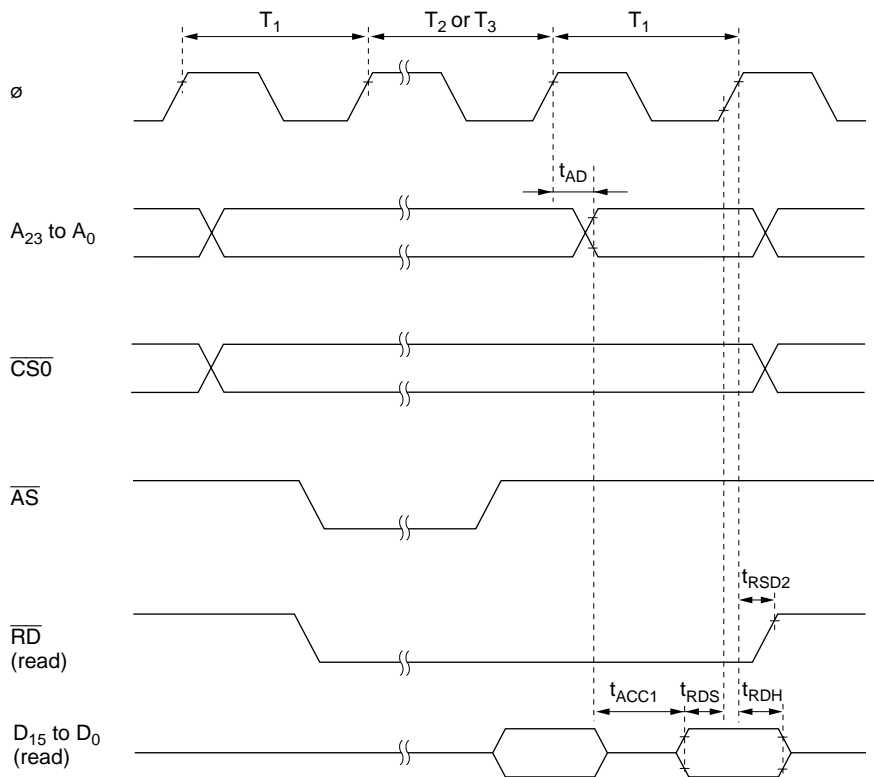 T1 T2 or T3 T1
ø
tAD
A23 to A0
CS0
AS
tRSD2
RD
(read)
tACC1 tRDS tRDH
D15 to D0
(read)